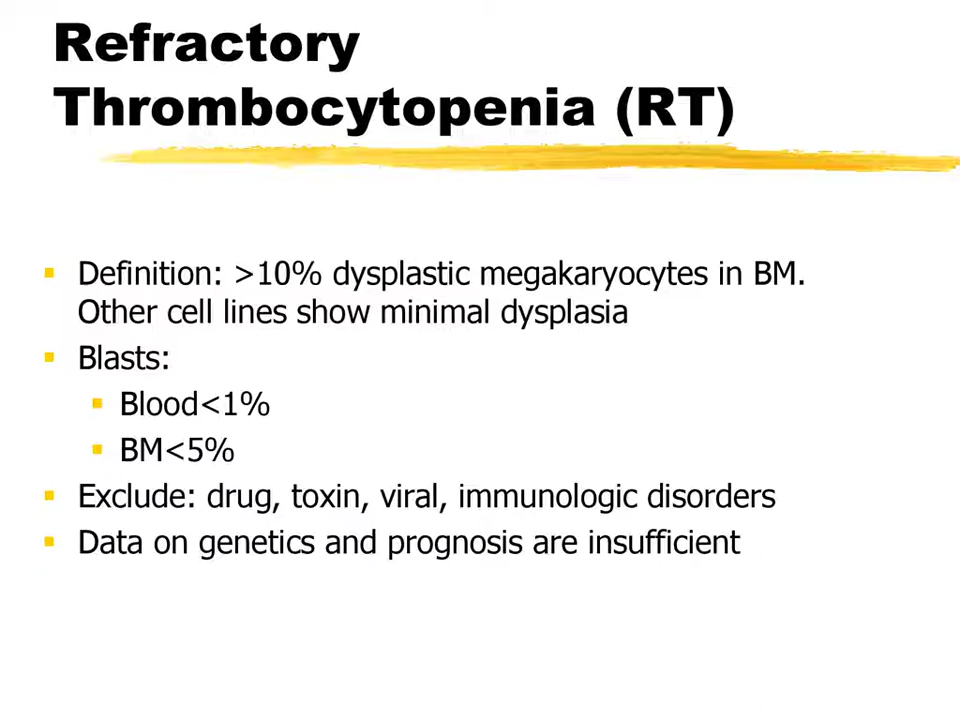 Refractory
Thrombocytopenia (RT)
Definition: >10% dysplastic megakaryocytes in BM.
Other cell lines show minimal dysplasia
Blasts:
Blood<1%
BM<5%
Exclude: drug, toxin, viral, immunologic disorders
Data on genetics and prognosis are insufficient